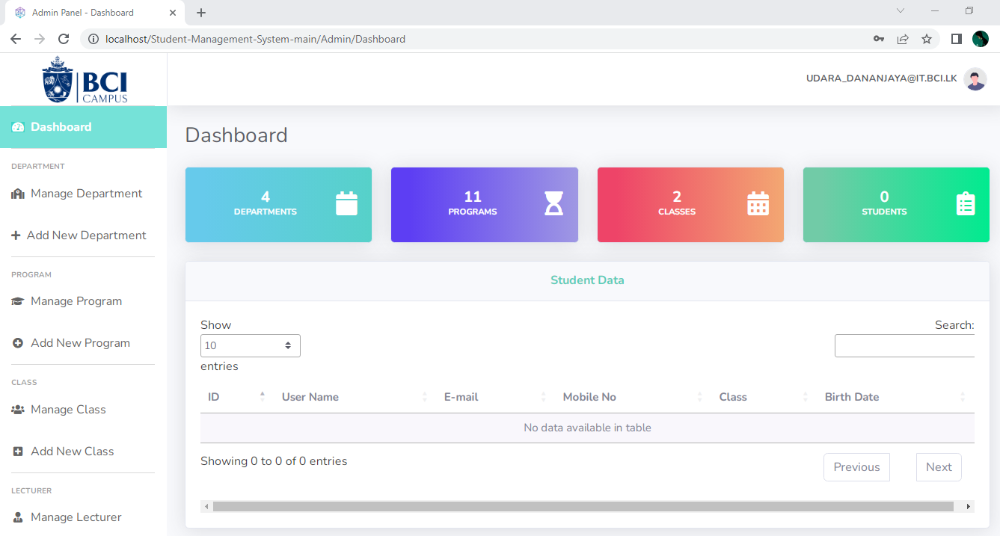 Admin Panel - Dashboard
localhost/Student-Management-System-main/Admin/Dashboard
BCI
CAMPUS
UDARA_DANANJAYA@IT.BCI.LK
Dashboard
DEPARTMENT
Manage Department
Add New Department
PROGRAM
Manage Program
Add New Program
CLASS
Manage Class
Add New Class
LECTURER
Manage Lecturer
Dashboard
4
DEPARTMENTS
11
PROGRAMS
2
CLASSES
0
STUDENTS
Student Data
Show
10
entries
Search:
ID User Name E-mail Mobile No Class Birth Date
No data available in table
Showing 0 to 0 of 0 entries
Previous Next